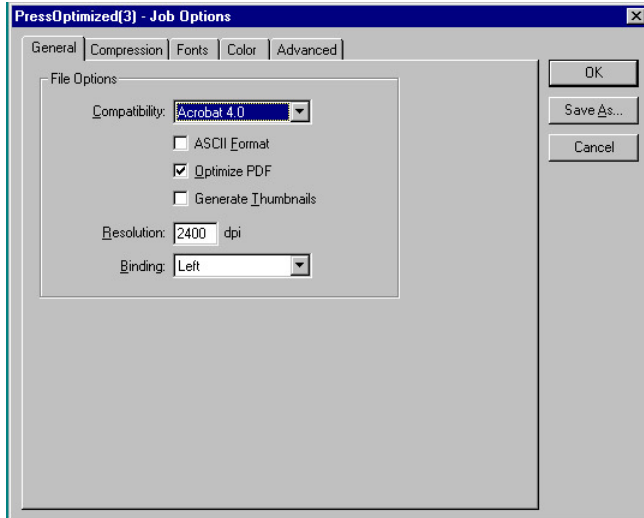 PressOptimized(3) - Job Options
General Compression Fonts Color Advanced
File Options
Compatibility: Acrobat 4.0
ASCII Format
Optimize PDF
Generate Thumbnails
Resolution: 2400 dpi
Binding: Left
OK
Save As...
Cancel